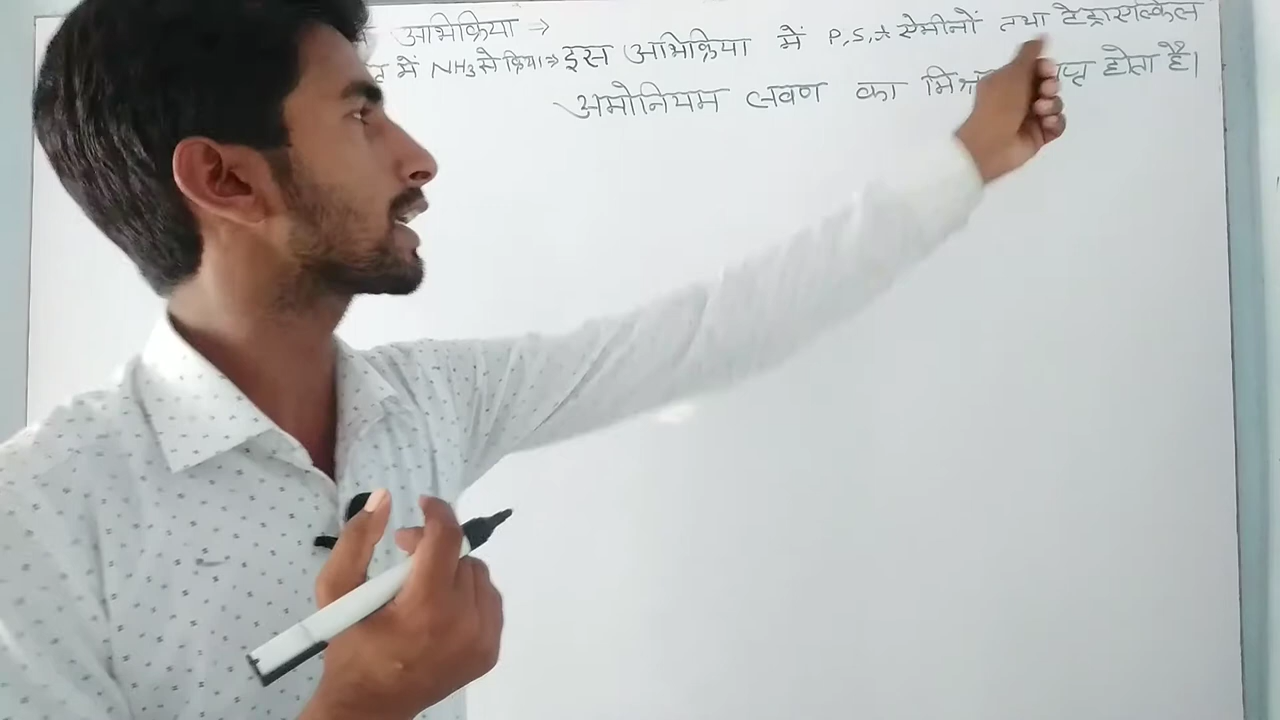 अभिक्रिया →
में NH3 से क्रिया → इस अभिक्रिया में P, S, t ऐमीनों तथा टेट्राएल्किल
अमोनियम लवण का होता है।